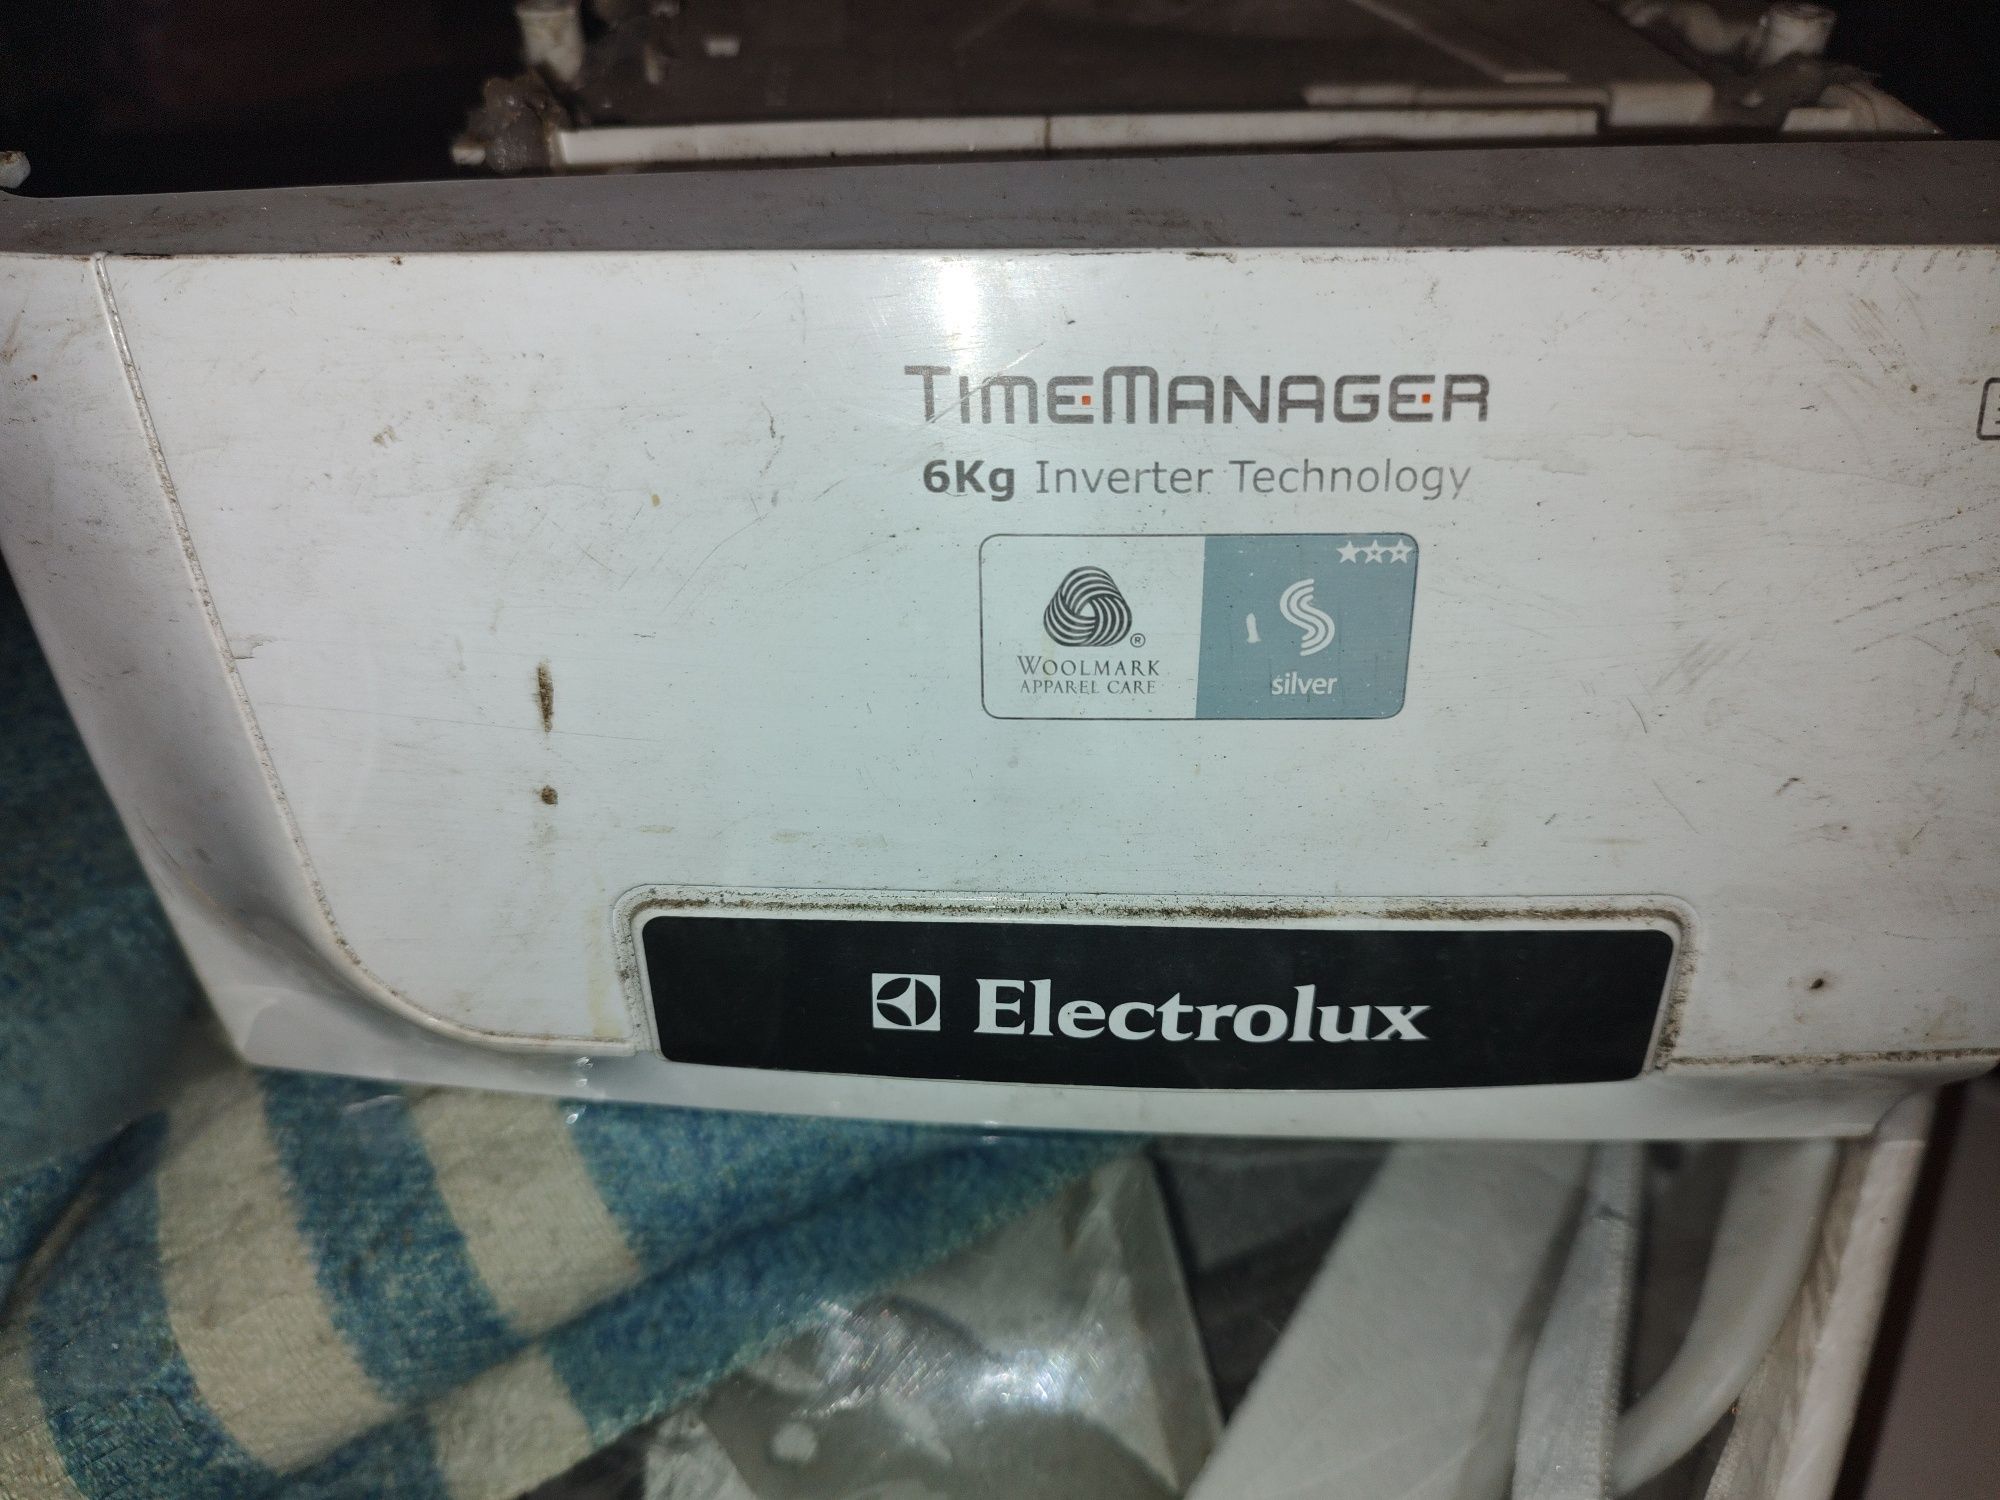 TIMEMANAGER
6Kg Inverter Technology
WOOLMARK
APPAREL CARE
silver
Electrolux